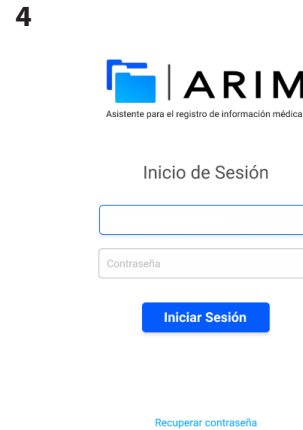 4
ARIM
Asistente para el registro de información médica
Inicio de Sesión
Contraseña
Iniciar Sesión
Recuperar contraseña